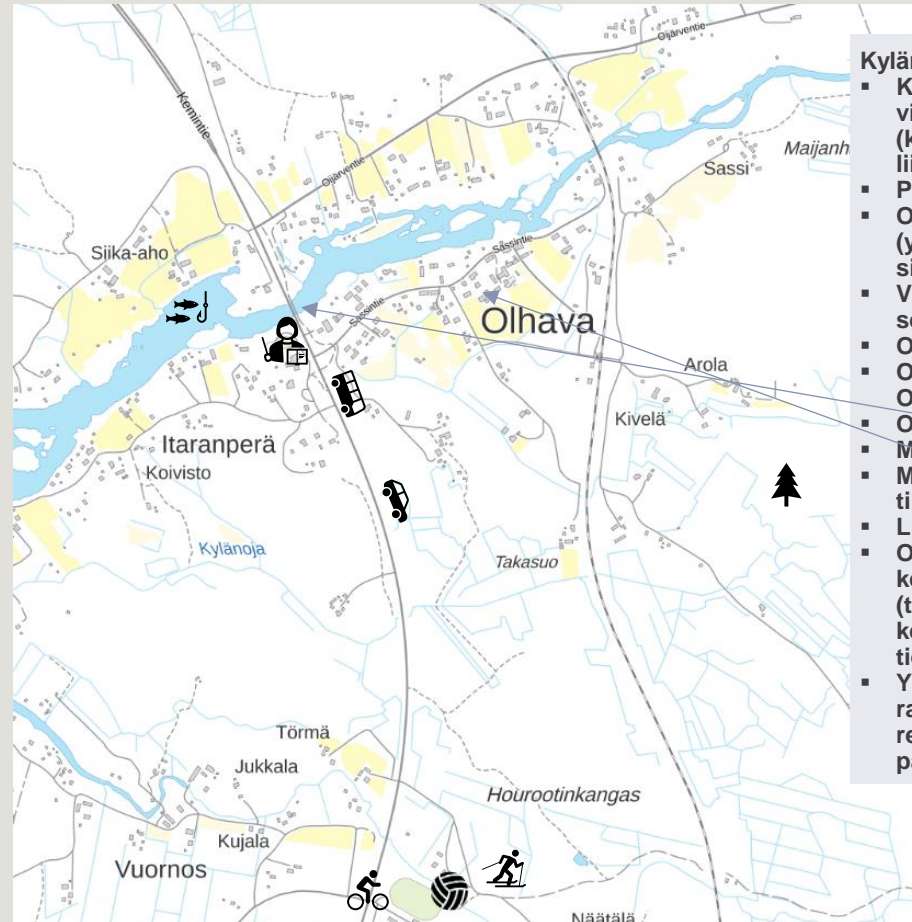 Oijärventie
Kemintie
Maijanh
Sassi
Oijärventie
Siika-aho
Sassintie
Sassintie
Olhava
Arola
Kivelä
Itaranperä
Koivisto
Kylänoja
Takasuo
Törmä
Jukkala
Hourootinkangas
Kujala
Vuornos
Näätälä
Kylän
▪ K
vi
(k
lii
▪ P
▪ O
(y
si
▪ V
se
▪ O
▪ O
O
▪ O
▪ M
▪ M
ti
▪ L
▪ O
ke
(t
ke
tie
▪ Y
ra
re
pa